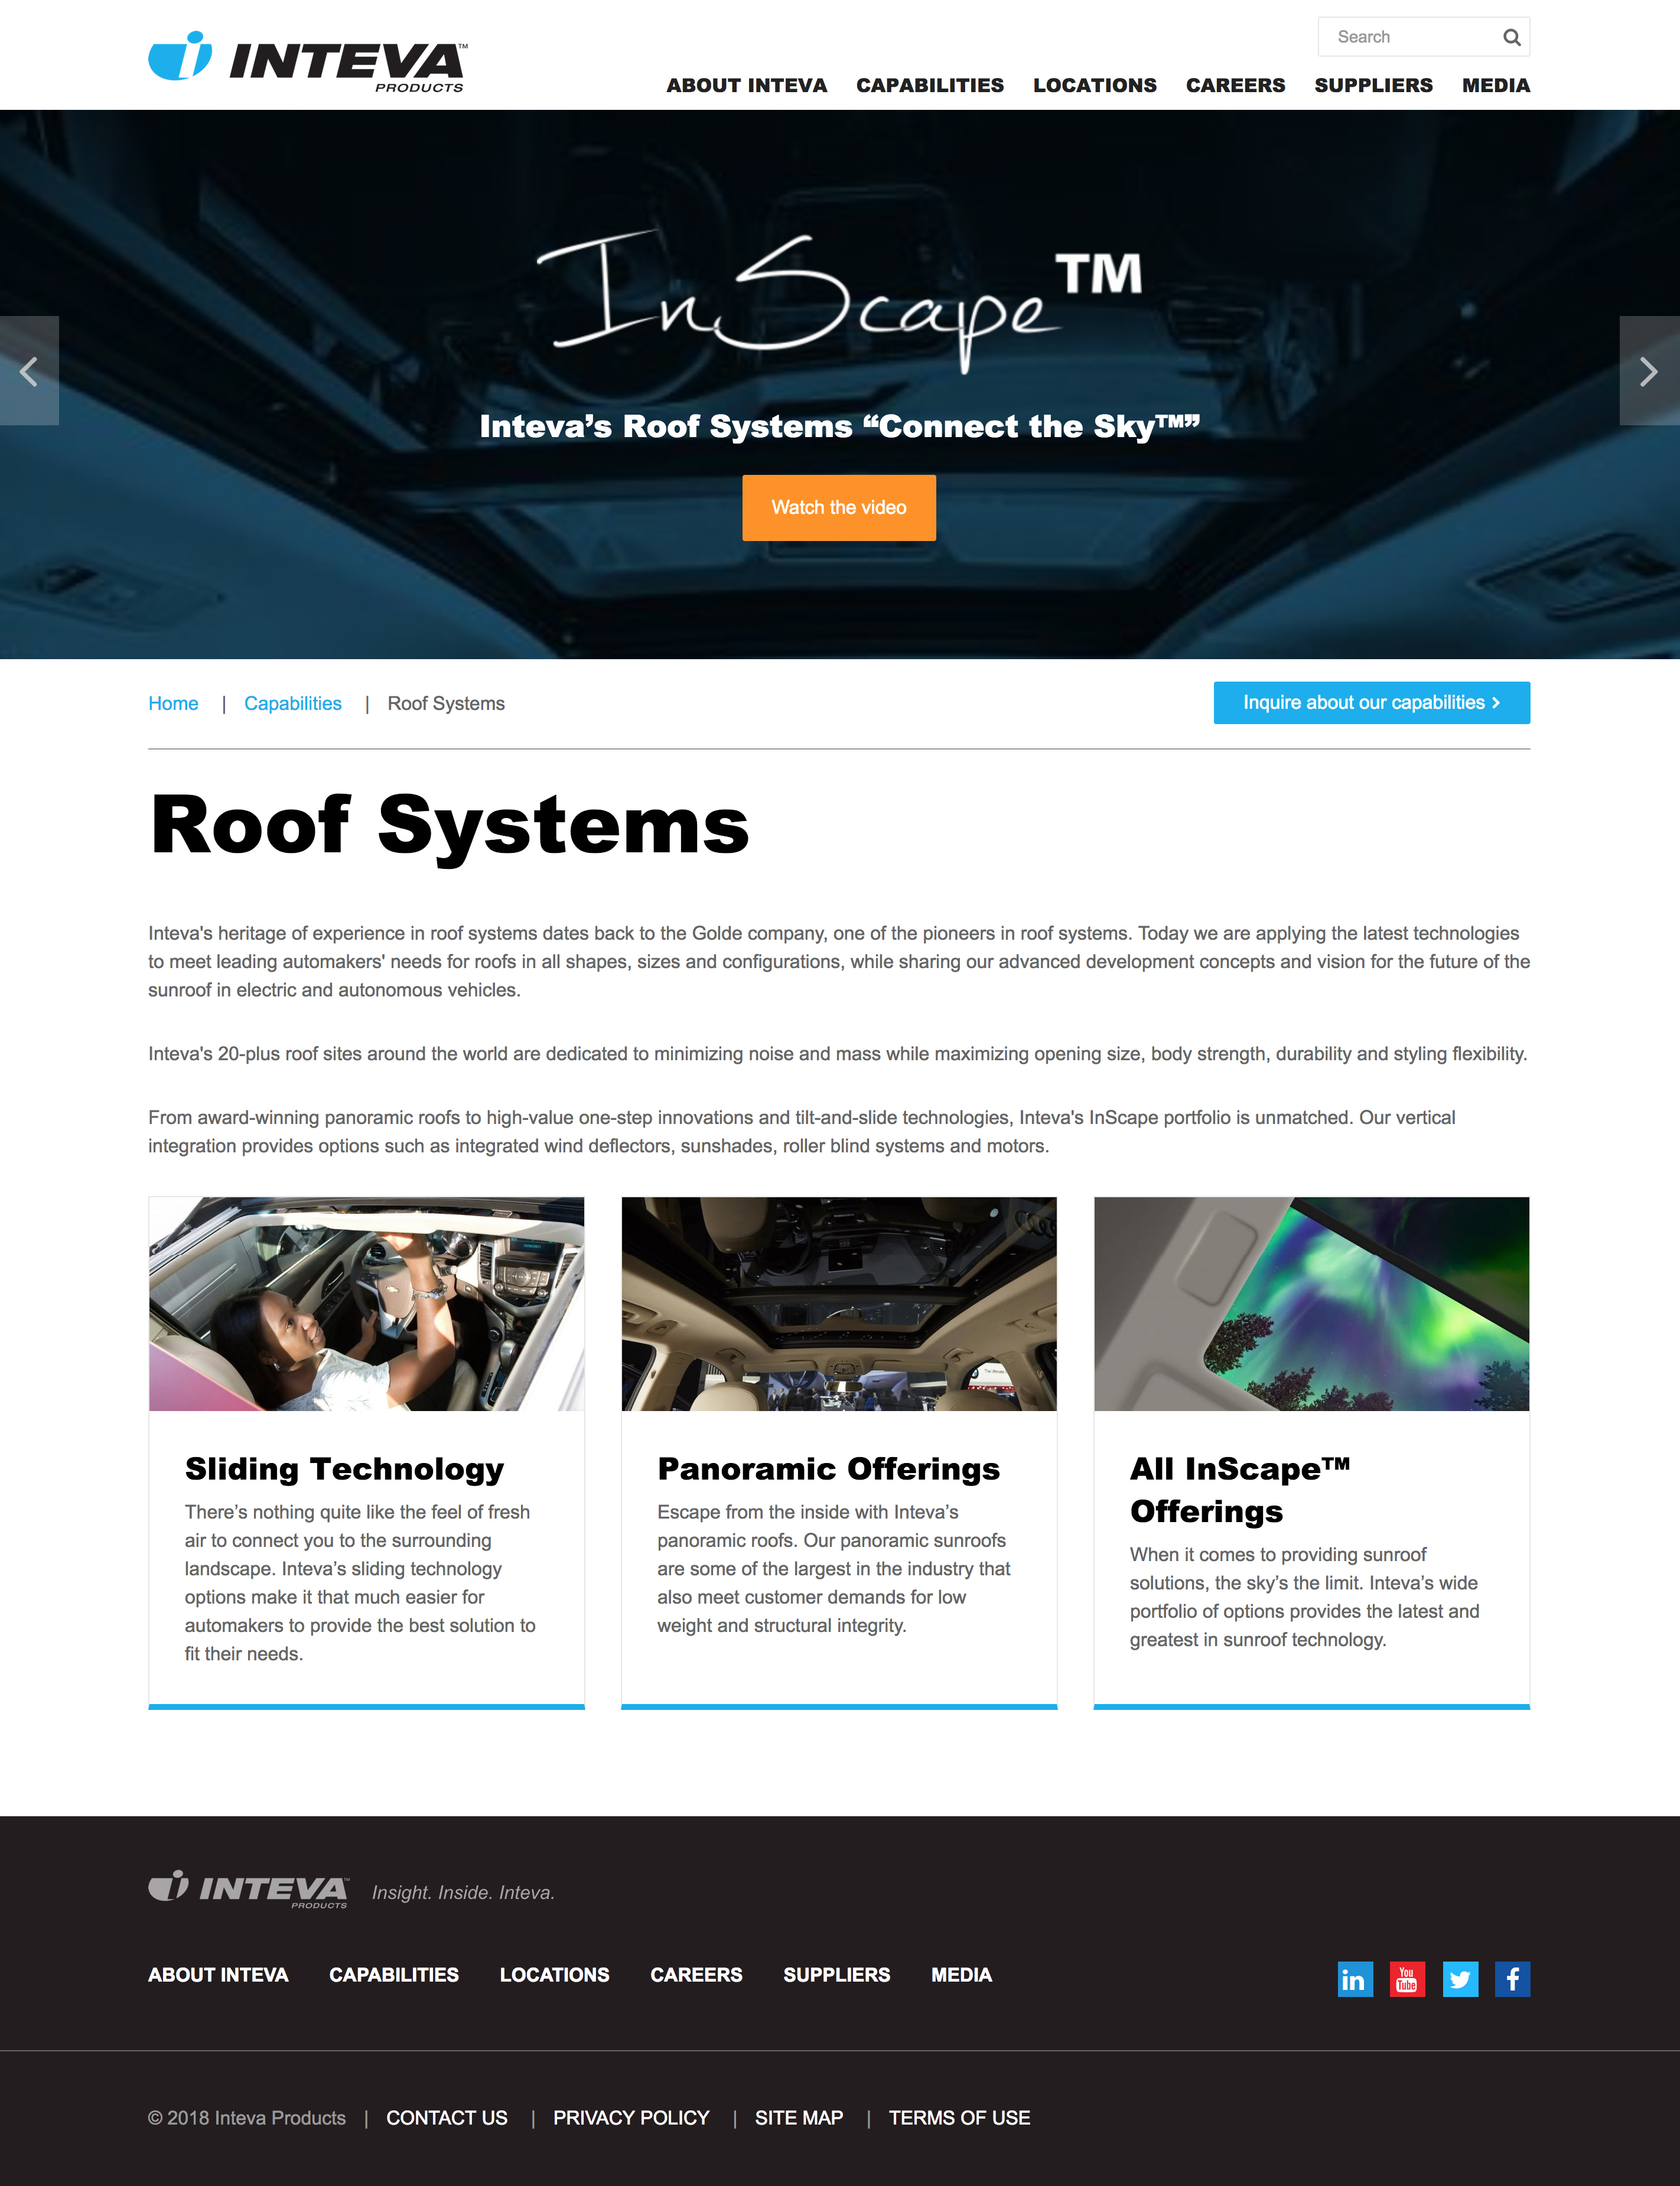 INTEVA™
PRODUCTS
Search
ABOUT INTEVA CAPABILITIES LOCATIONS CAREERS SUPPLIERS MEDIA
InScape™
Inteva’s Roof Systems “Connect the Sky™”
Watch the video
Home | Capabilities | Roof Systems
Inquire about our capabilities
Roof Systems
Inteva's heritage of experience in roof systems dates back to the Golde company, one of the pioneers in roof systems. Today we are applying the latest technologies
to meet leading automakers' needs for roofs in all shapes, sizes and configurations, while sharing our advanced development concepts and vision for the future of the
sunroof in electric and autonomous vehicles.
Inteva's 20-plus roof sites around the world are dedicated to minimizing noise and mass while maximizing opening size, body strength, durability and styling flexibility.
From award-winning panoramic roofs to high-value one-step innovations and tilt-and-slide technologies, Inteva's InScape portfolio is unmatched. Our vertical
integration provides options such as integrated wind deflectors, sunshades, roller blind systems and motors.
Sliding Technology
There’s nothing quite like the feel of fresh
air to connect you to the surrounding
landscape. Inteva’s sliding technology
options make it that much easier for
automakers to provide the best solution to
fit their needs.
Panoramic Offerings
Escape from the inside with Inteva’s
panoramic roofs. Our panoramic sunroofs
are some of the largest in the industry that
also meet customer demands for low
weight and structural integrity.
All InScape™
Offerings
When it comes to providing sunroof
solutions, the sky’s the limit. Inteva’s wide
portfolio of options provides the latest and
greatest in sunroof technology.
INTEVA™
PRODUCTS
Insight. Inside. Inteva.
ABOUT INTEVA CAPABILITIES LOCATIONS CAREERS SUPPLIERS MEDIA
in
You
Tube
f
© 2018 Inteva Products | CONTACT US | PRIVACY POLICY | SITE MAP | TERMS OF USE